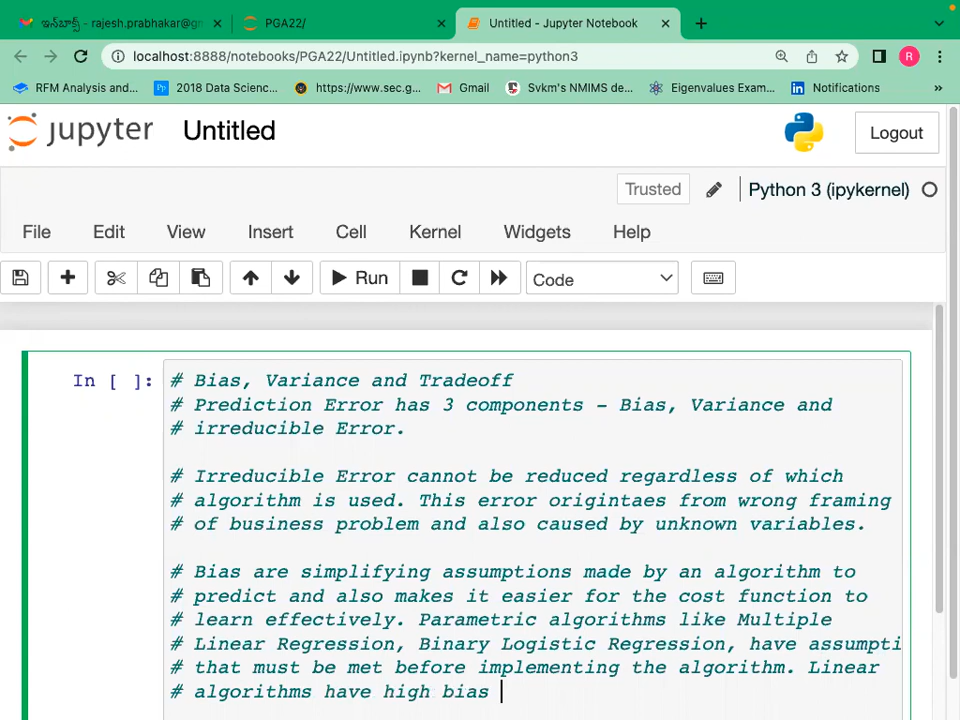 ఇన్‌బాక్స్ - rajesh.prabhakar@gr
PGA22/
Untitled - Jupyter Notebook
localhost:8888/notebooks/PGA22/Untitled.ipynb?kernel_name=python3
R
RFM Analysis and... 2018 Data Scienc... https://www.sec.g... Gmail Svkm's NMIMS de... Eigenvalues Exam... Notifications »
jupyter Untitled Logout
Trusted Python 3 (ipykernel)
File Edit View Insert Cell Kernel Widgets Help
Run Code
In [ ]: # Bias, Variance and Tradeoff
# Prediction Error has 3 components - Bias, Variance and
# irreducible Error.
# Irreducible Error cannot be reduced regardless of which
# algorithm is used. This error origintaes from wrong framing
# of business problem and also caused by unknown variables.
# Bias are simplifying assumptions made by an algorithm to
# predict and also makes it easier for the cost function to
# learn effectively. Parametric algorithms like Multiple
# Linear Regression, Binary Logistic Regression, have assumpti
# that must be met before implementing the algorithm. Linear
# algorithms have high bias